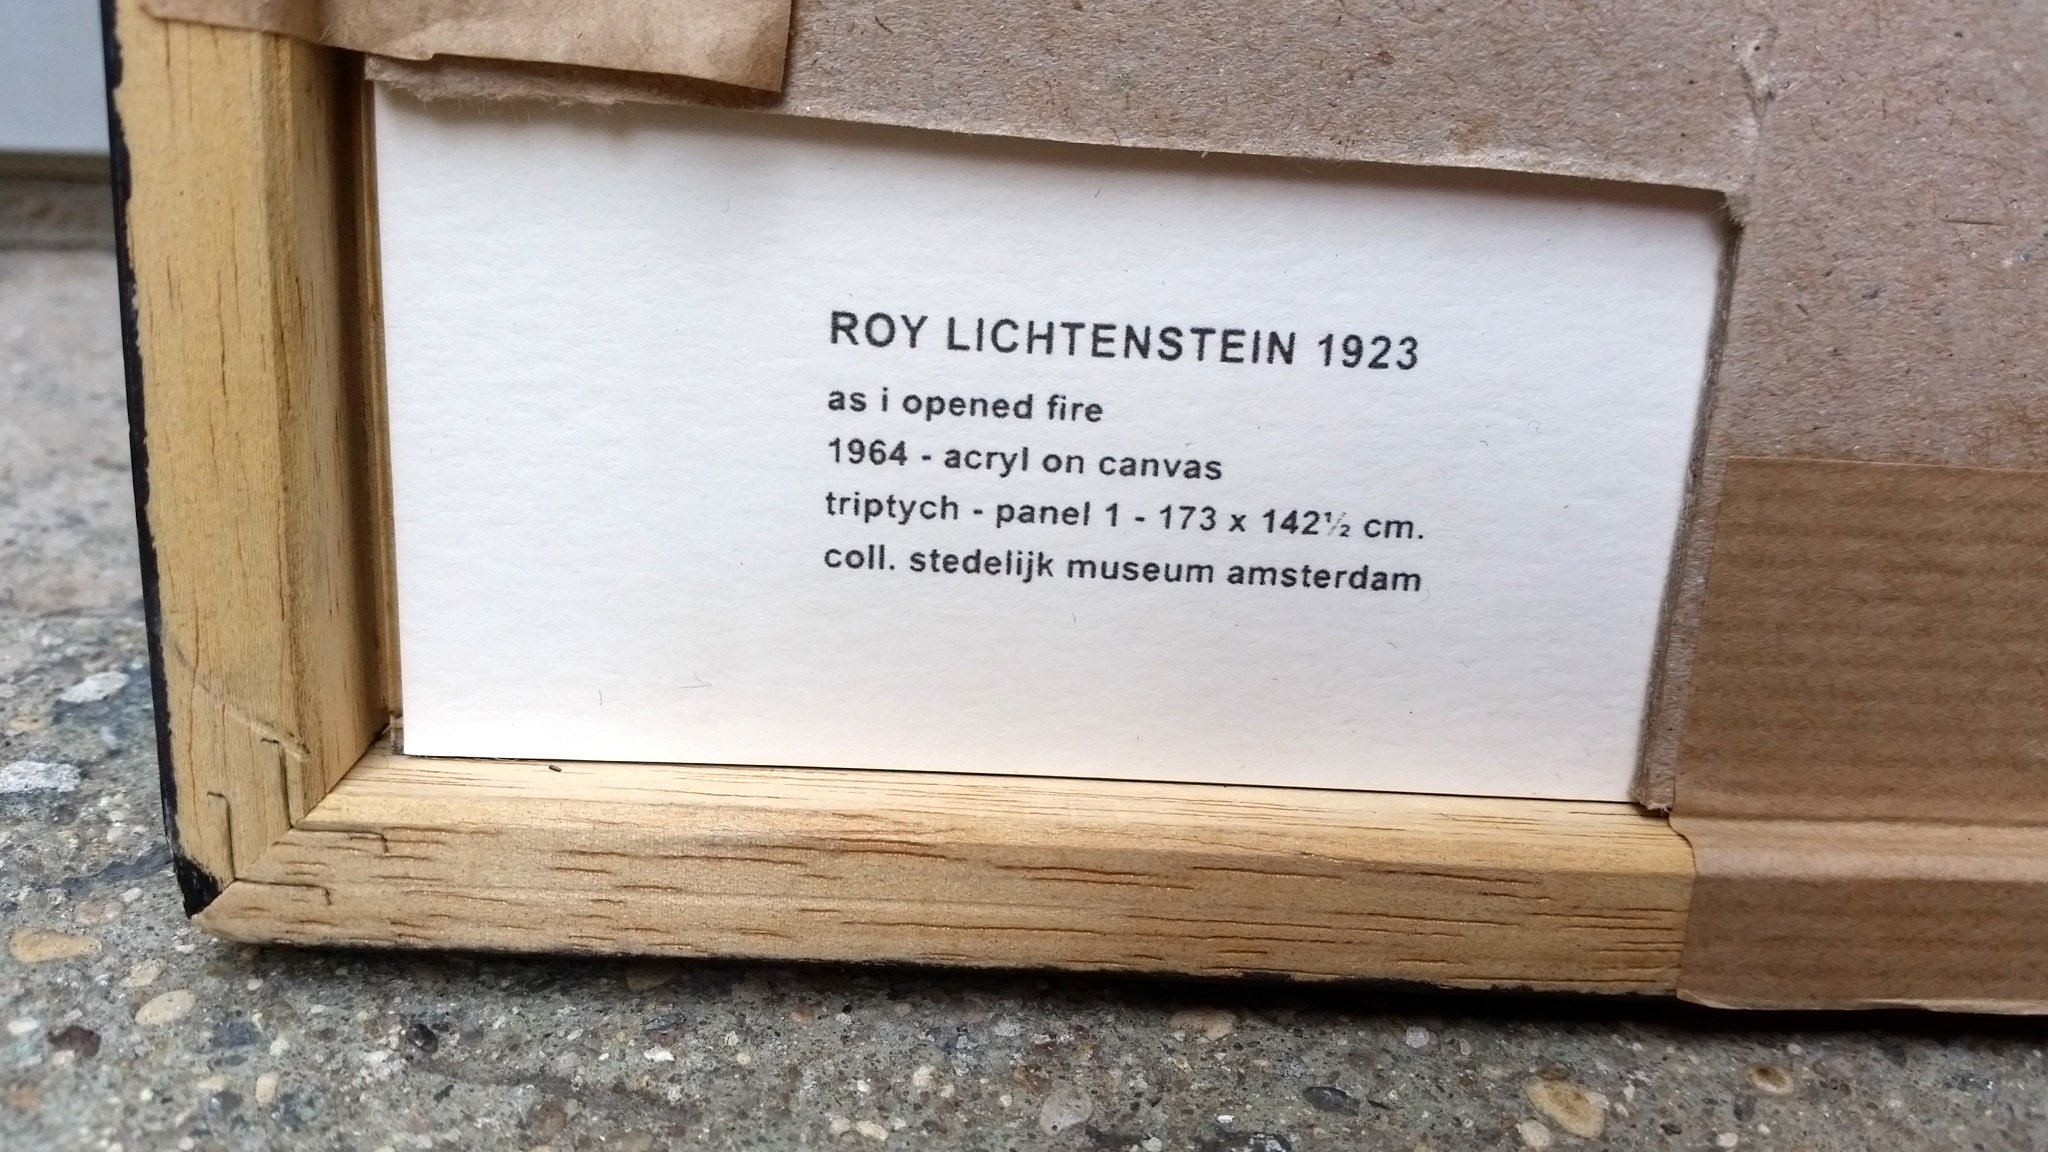 ROY LICHTENSTEIN 1923
as i opened fire
1964 - acryl on canvas
triptych - panel 1 - 173 x 142½ cm.
coll. stedelijk museum amsterdam